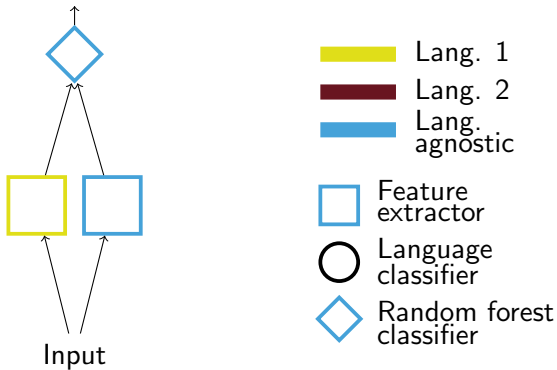 Lang. 1
Lang. 2
Lang.
agnostic
Feature
extractor
Language
classifier
Random forest
classifier
Input